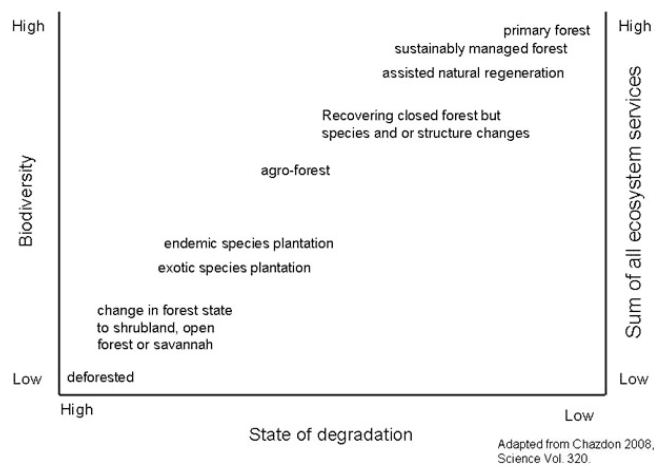 High
High
primary forest
sustainably managed forest
assisted natural regeneration
Recovering closed forest but
species and or structure changes
agro-forest
Biodiversity
Sum of all ecosystem services
endemic species plantation
exotic species plantation
change in forest state
to shrubland, open
forest or savannah
Low
deforested
Low
High
Low
State of degradation
Adapted from Chazdon 2008,
Science Vol. 320.